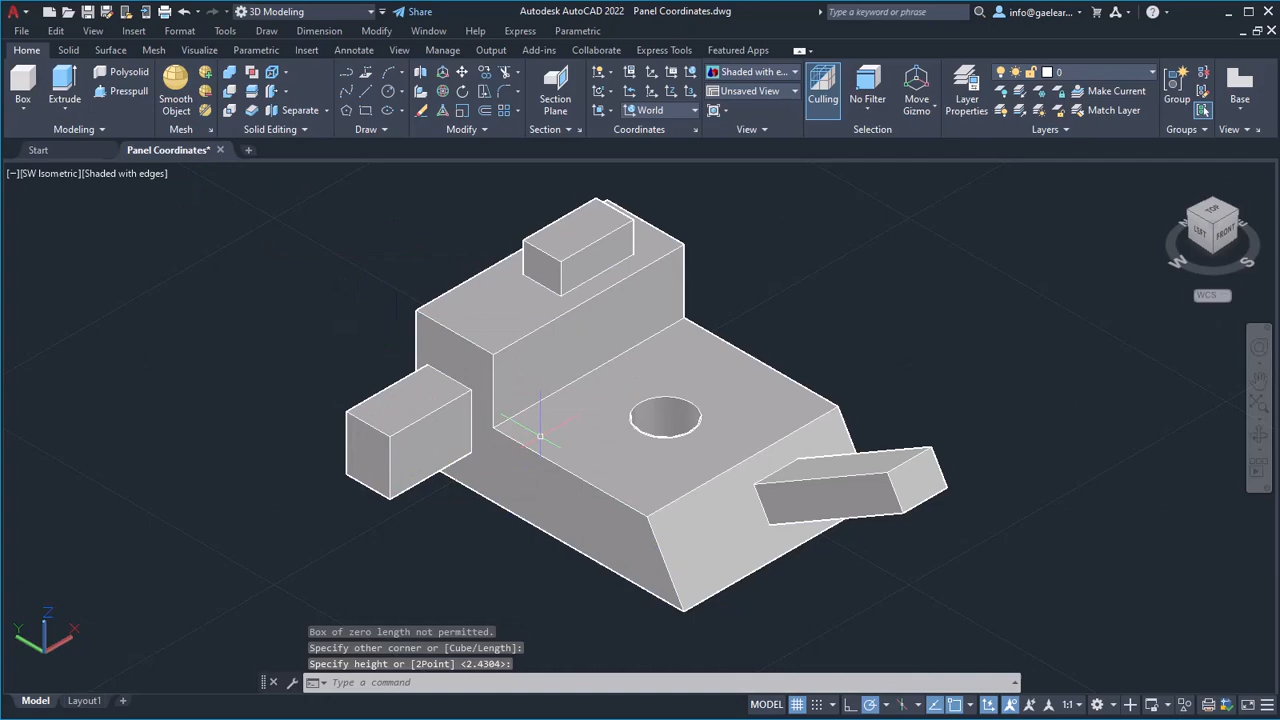 3D Modeling
Share
Autodesk AutoCAD 2022 Panel Coordinates.dwg
Type a keyword or phrase
info@gaelear...
File Edit View Insert Format Tools Draw Dimension Modify Window Help Express Parametric
Home Solid Surface Mesh Visualize Parametric Insert Annotate View Manage Output Add-ins Collaborate Express Tools Featured Apps
Polysolid
Presspull
Box
Extrude
Smooth
Object
Separate
Section
Plane
World
Shaded with e...
Unsaved View
Culling
No Filter
Move
Gizmo
Layer
Properties
0
Make Current
Match Layer
Group
Base
Modeling Mesh Solid Editing Draw Modify Section Coordinates View Selection Layers Groups View
Start
Panel Coordinates*
[−][SW Isometric][Shaded with edges]
TOP
LEFT
FRONT
W
S
WCS
Z
Y
X
Box of zero length not permitted.
Specify other corner or [Cube/Length]:
Specify height or [2Point] <2.4304>:
Type a command
Model
Layout1
MODEL
1:1